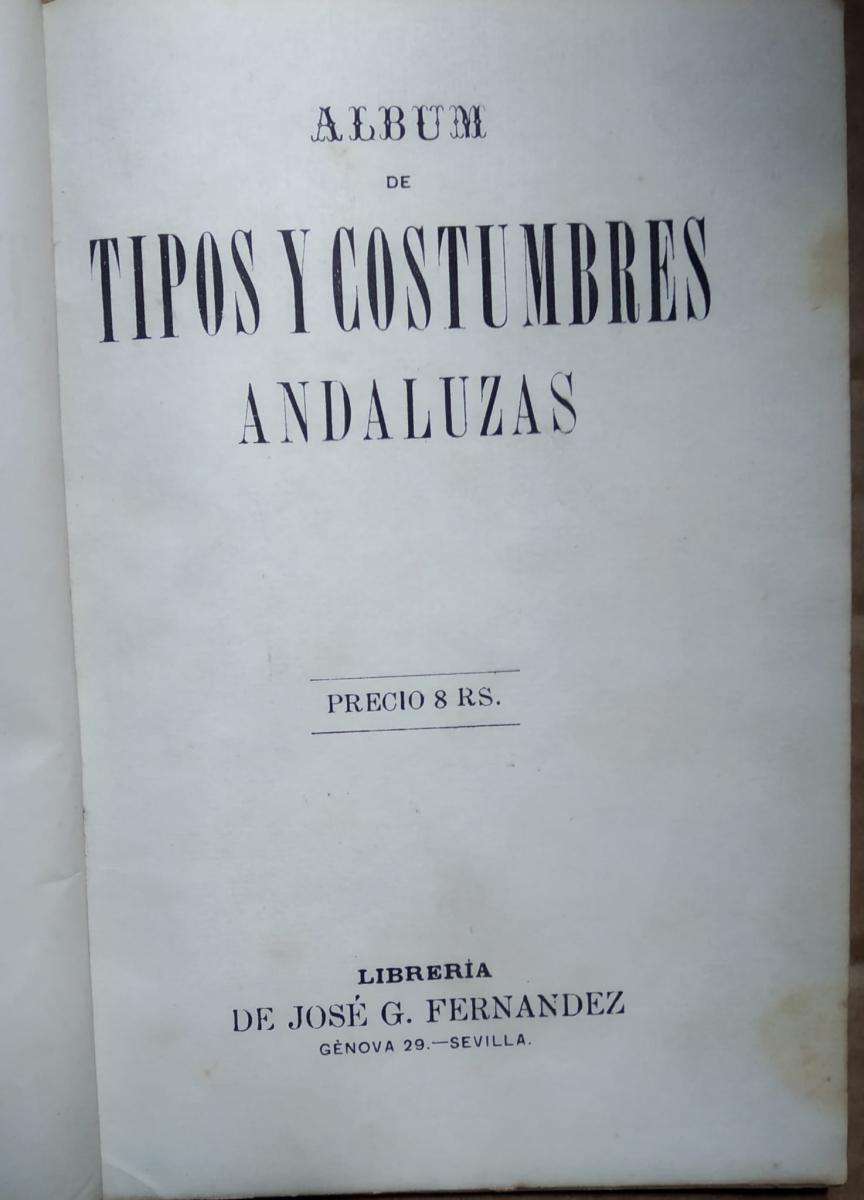 ALBUM
DE
TIPOS Y COSTUMBRES
ANDALUZAS
PRECIO 8 RS.
LIBRERÍA
DE JOSÉ G. FERNANDEZ
GÈNOVA 29.—SEVILLA.